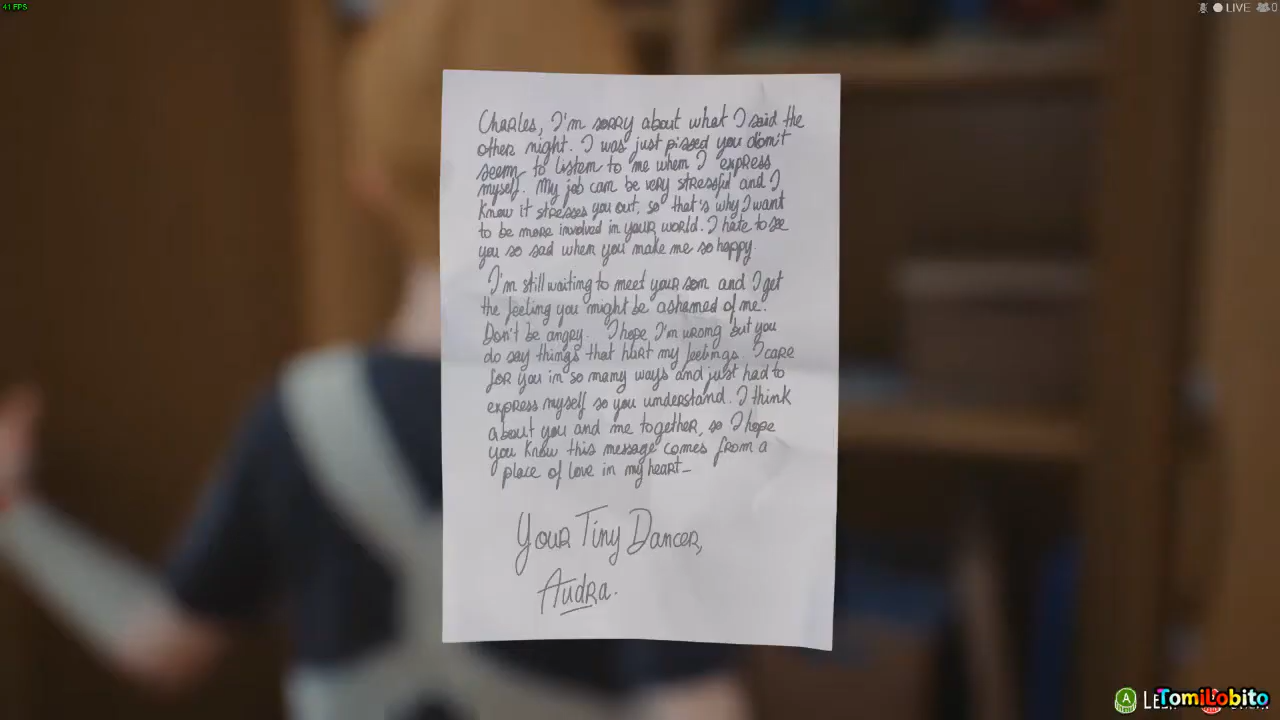 41 FPS
LIVE 0
Charles, I'm sorry about what I said the
other night. I was just pissed you don't
seem to listen to me when I express
myself. My job can be very stressful and I
know it stresses you out, so that's why I want
to be more involved in your world. I hate to see
you so sad when you make me so happy.
I'm still waiting to meet your son and I get
the feeling you might be ashamed of me.
Don't be angry. I hope I'm wrong but you
do say things that hurt my feelings. I care
for you in so many ways and just had to
express myself so you understand. I think
about you and me together, so I hope
you know this message comes from a
place of love in my heart_
Your Tiny Dancer,
Audra.
A
TomiLobito